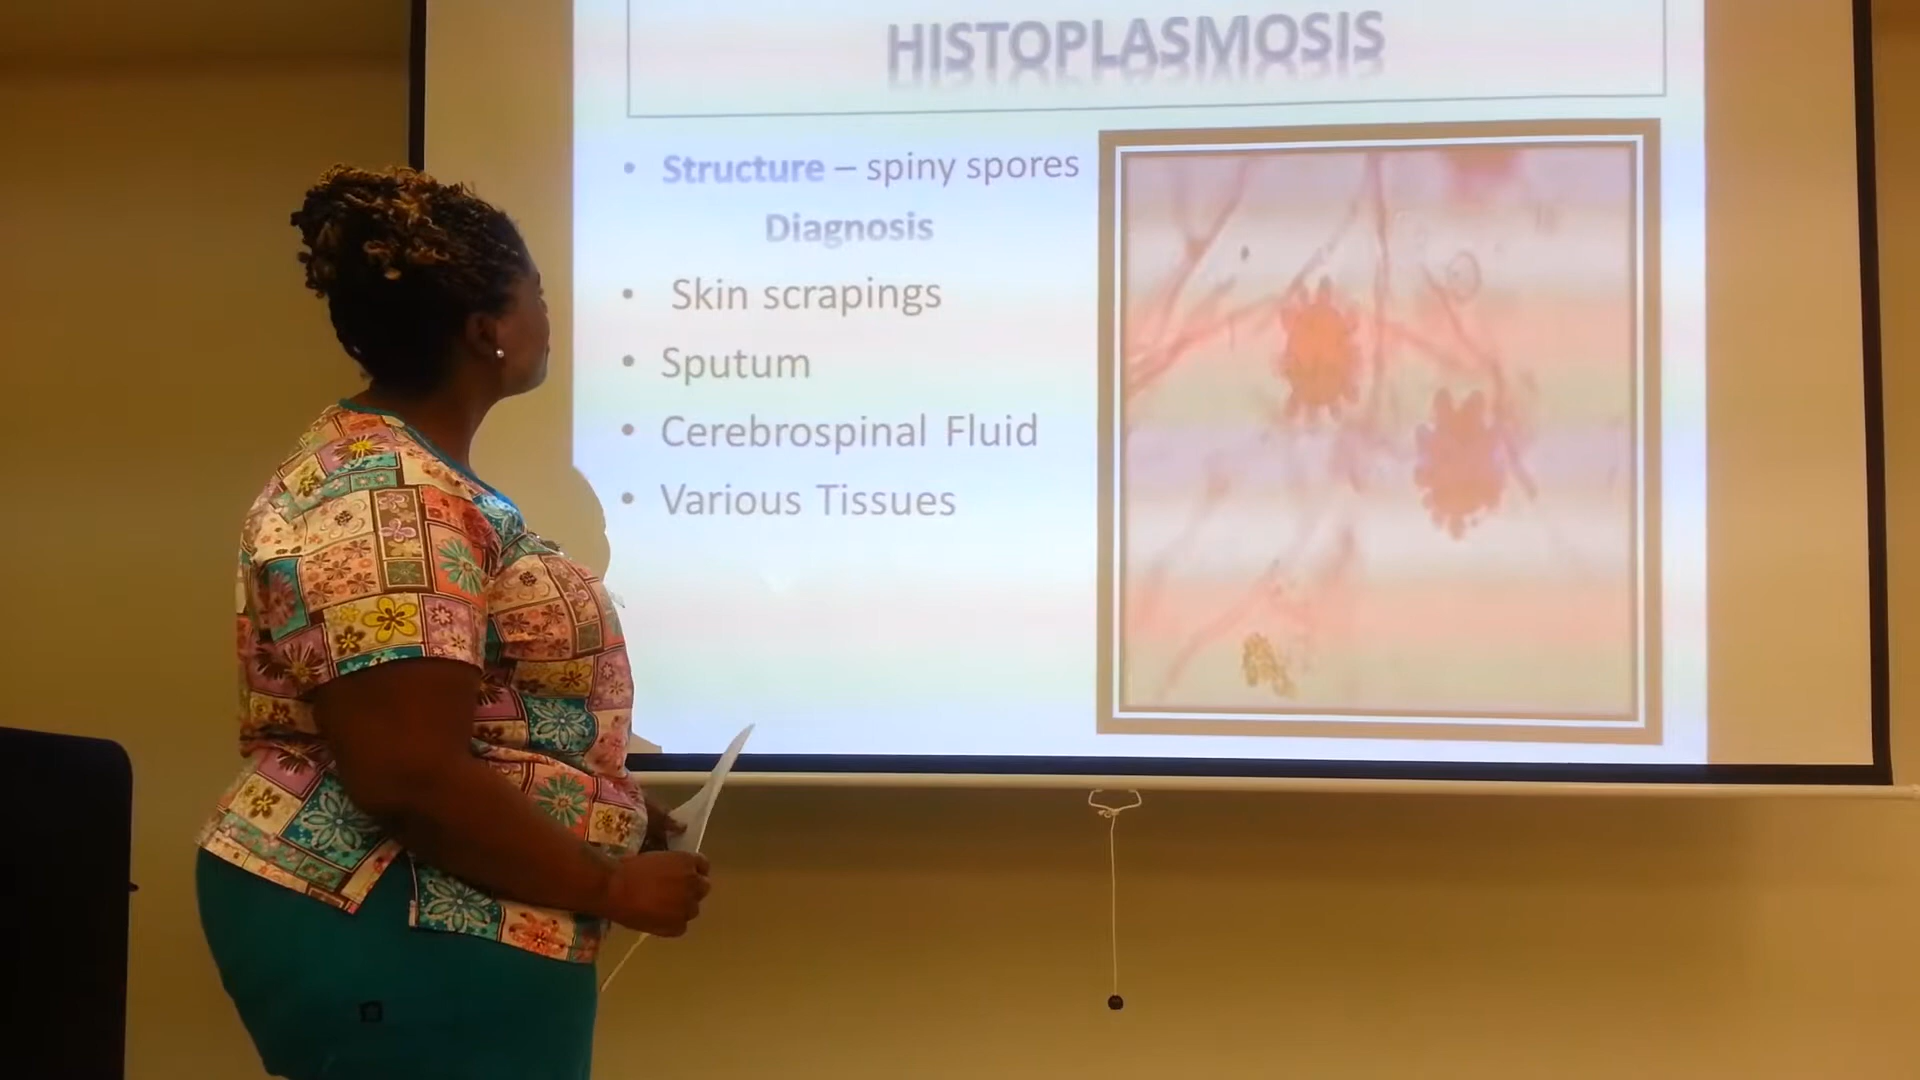 HISTOPLASMOSIS
• Structure – spiny spores
Diagnosis
• Skin scrapings
• Sputum
• Cerebrospinal Fluid
• Various Tissues